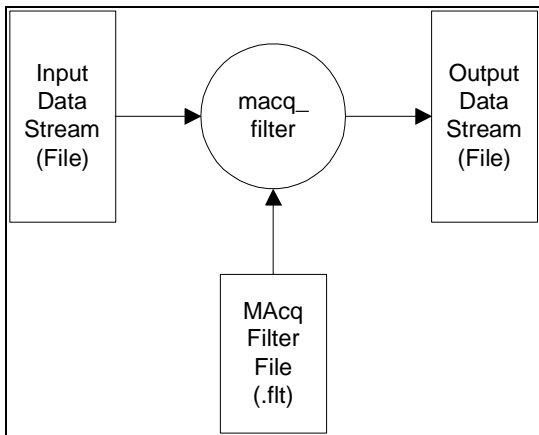 Input
Data
Stream
(File)
macq_
filter
Output
Data
Stream
(File)
MAcq
Filter
File
(.flt)